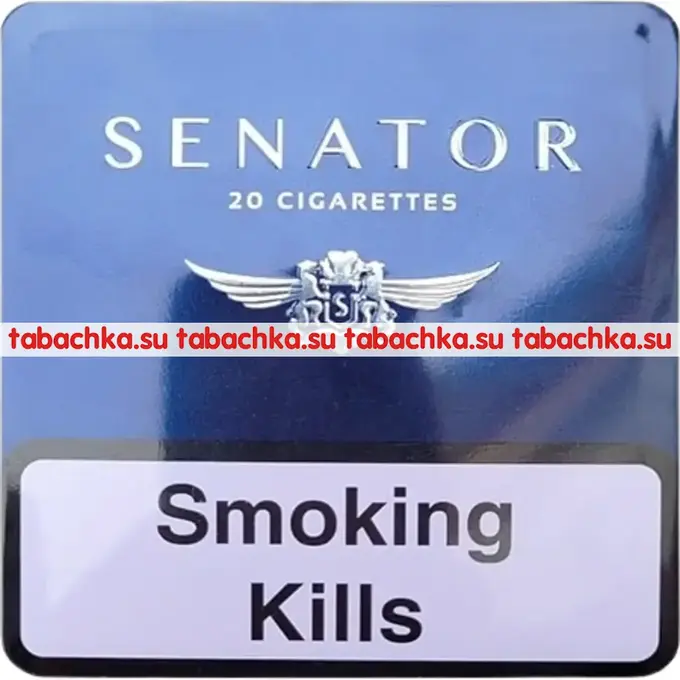 SENATOR
20 CIGARETTES
S
tabachka.su tabachka.su tabachka.su tabachka.su
Smoking
Kills